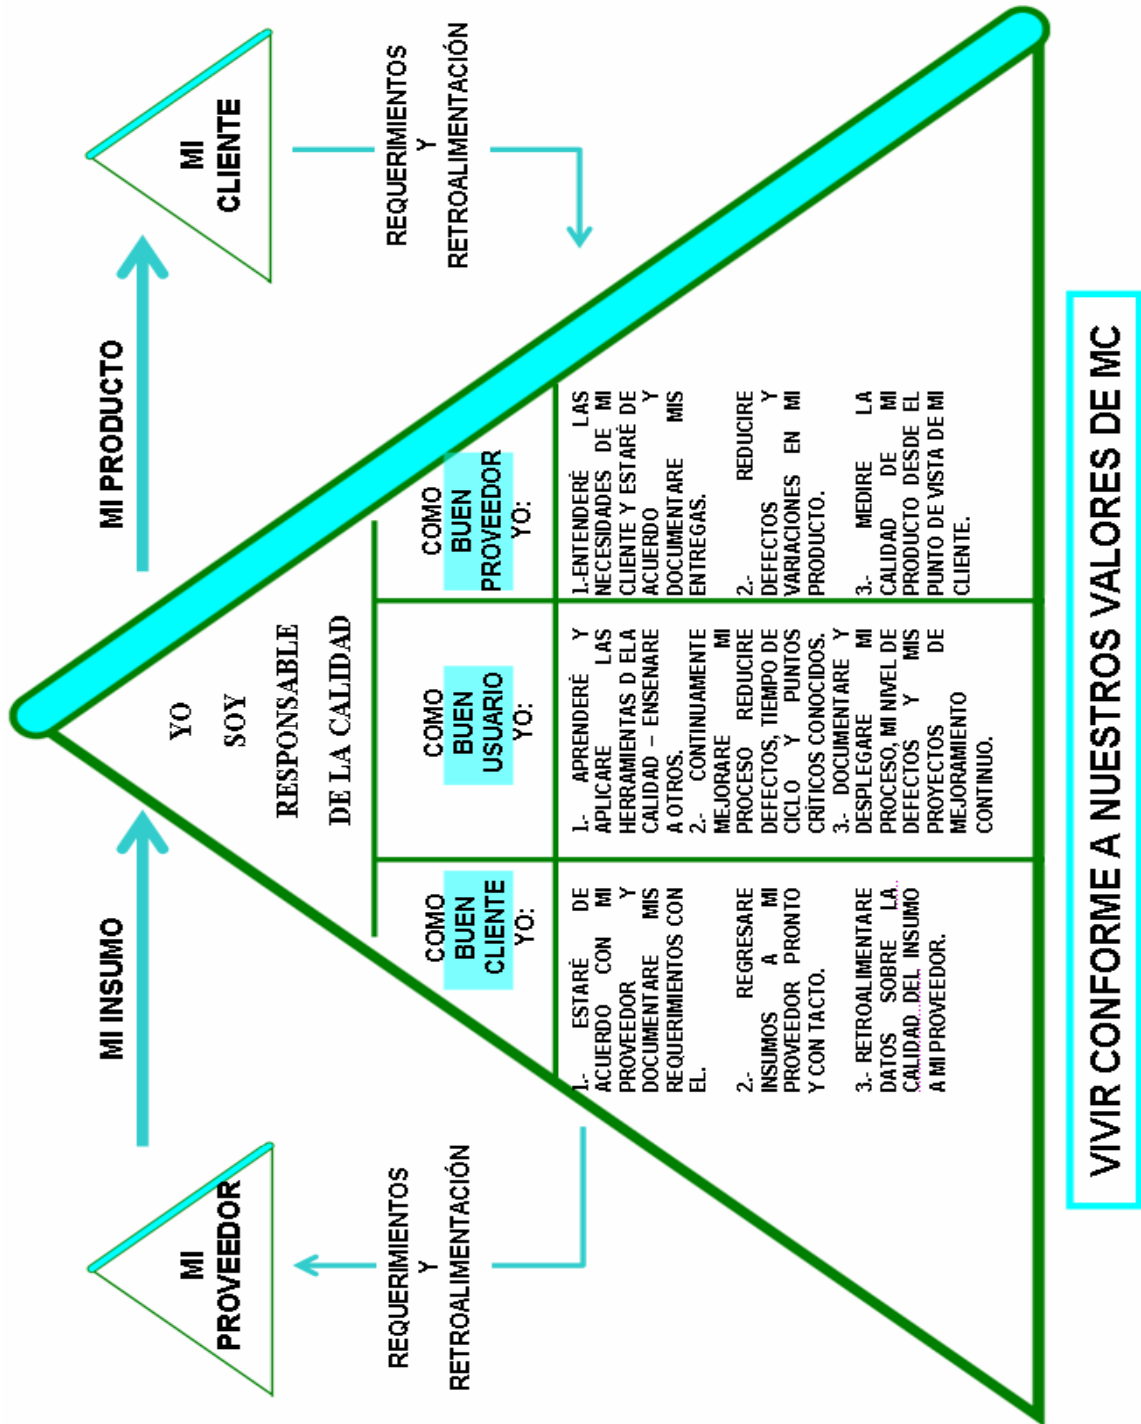 MI INSUMO
MI PRODUCTO
MI
PROVEEDOR
MI
CLIENTE
REQUERIMIENTOS
Y
RETROALIMENTACIÓN
REQUERIMIENTOS
Y
RETROALIMENTACIÓN
YO
SOY
RESPONSABLE
DE LA CALIDAD
COMO
BUEN
CLIENTE
YO:
1.- ESTARÉ DE
ACUERDO CON MI
PROVEEDOR Y
DOCUMENTARE MIS
REQUERIMIENTOS CON
EL.
2.- REGRESARE
INSUMOS A MI
PROVEEDOR PRONTO
Y CON TACTO.
3.- RETROALIMENTARE
DATOS SOBRE LA
CALIDAD DEL INSUMO
A MI PROVEEDOR.
COMO
BUEN
USUARIO
YO:
1.- APRENDERÉ Y
APLICARE LAS
HERRAMIENTAS D ELA
CALIDAD – ENSENARE
A OTROS.
2.- CONTINUAMENTE
MEJORARE MI
PROCESO REDUCIRE
DEFECTOS, TIEMPO DE
CICLO Y PUNTOS
CRÍTICOS CONOCIDOS.
3.- DOCUMENTARE Y
DESPLEGARE MI
PROCESO, MI NIVEL DE
DEFECTOS Y MIS
PROYECTOS DE
MEJORAMIENTO
CONTINUO.
COMO
BUEN
PROVEEDOR
YO:
1.-ENTENDERÉ LAS
NECESIDADES DE MI
CLIENTE Y ESTARÉ DE
ACUERDO Y
DOCUMENTARE MIS
ENTREGAS.
2.- REDUCIRE
DEFECTOS Y
VARIACIONES EN MI
PRODUCTO.
3.- MEDIRE LA
CALIDAD DE MI
PRODUCTO DESDE EL
PUNTO DE VISTA DE MI
CLIENTE.
VIVIR CONFORME A NUESTROS VALORES DE MC